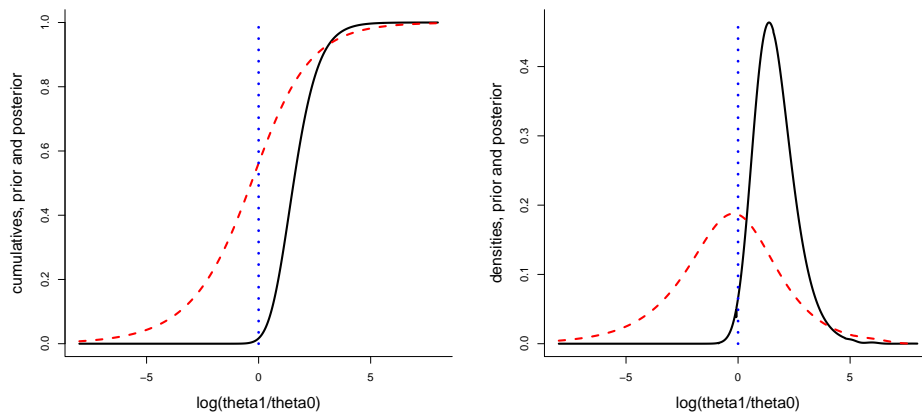 cumulatives, prior and posterior
1.0
0.8
0.6
0.4
0.2
0.0
−5 0 5
log(theta1/theta0)
densities, prior and posterior
0.4
0.3
0.2
0.1
0.0
−5 0 5
log(theta1/theta0)